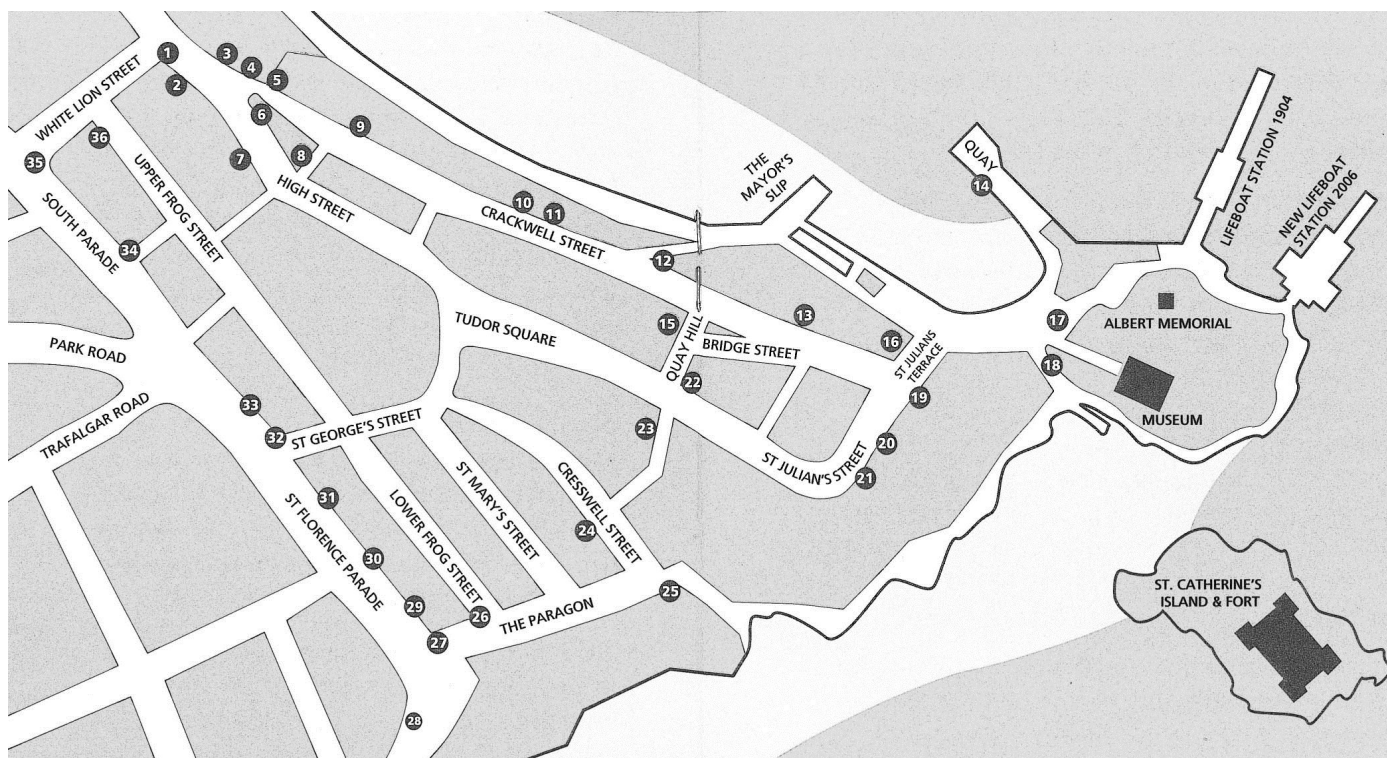 1
2
3
4
5
6
7
8
9
10
11
12
13
14
15
16
17
18
19
20
21
22
23
24
25
26
27
28
29
30
31
32
33
34
35
36
WHITE LION STREET
UPPER FROG STREET
SOUTH PARADE
HIGH STREET
CRACKWELL STREET
THE
MAYOR'S
SLIP
QUAY
LIFEBOAT STATION 1904
NEW LIFEBOAT
STATION 2006
ALBERT MEMORIAL
MUSEUM
ST JULIANS
TERRACE
BRIDGE STREET
QUAY HILL
TUDOR SQUARE
PARK ROAD
TRAFALGAR ROAD
ST GEORGE'S STREET
ST JULIAN'S STREET
CRESSWELL STREET
ST MARY'S STREET
LOWER FROG STREET
ST FLORENCE PARADE
THE PARAGON
ST. CATHERINE'S
ISLAND & FORT